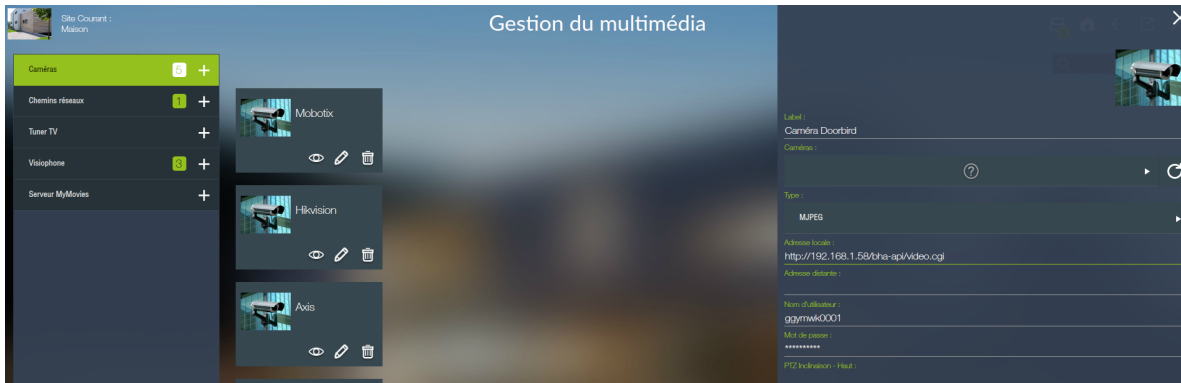 Site Courant :
Maison
Gestion du multimédia
Caméras 5 +
Chemins réseaux 1 +
Tuner TV +
Visiophone 3 +
Serveur MyMovies +
Mobotix
Hikvision
Axis
Label :
Caméra Doorbird
Caméras :
?
Type :
MJPEG
Adresse locale :
http://192.168.1.58/bha-api/video.cgi
Adresse distante :
Nom d'utilisateur :
ggymwk0001
Mot de passe :
**********
PTZ Inclinaison - Haut :